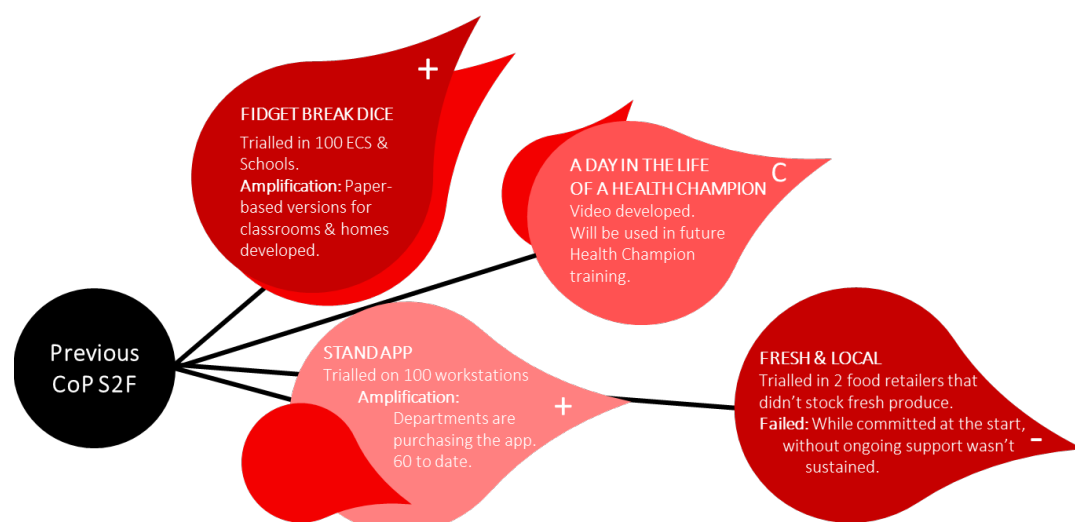 Previous
CoP S2F
+
FIDGET BREAK DICE
Trialled in 100 ECS &
Schools.
Amplification: Paper-
based versions for
classrooms & homes
developed.
C
A DAY IN THE LIFE
OF A HEALTH CHAMPION
Video developed.
Will be used in future
Health Champion
training.
STAND APP
Trialled on 100 workstations
Amplification:
Departments are
purchasing the app.
60 to date.
+
FRESH & LOCAL
Trialled in 2 food retailers that
didn't stock fresh produce.
Failed: While committed at the start,
without ongoing support wasn't
sustained.
-